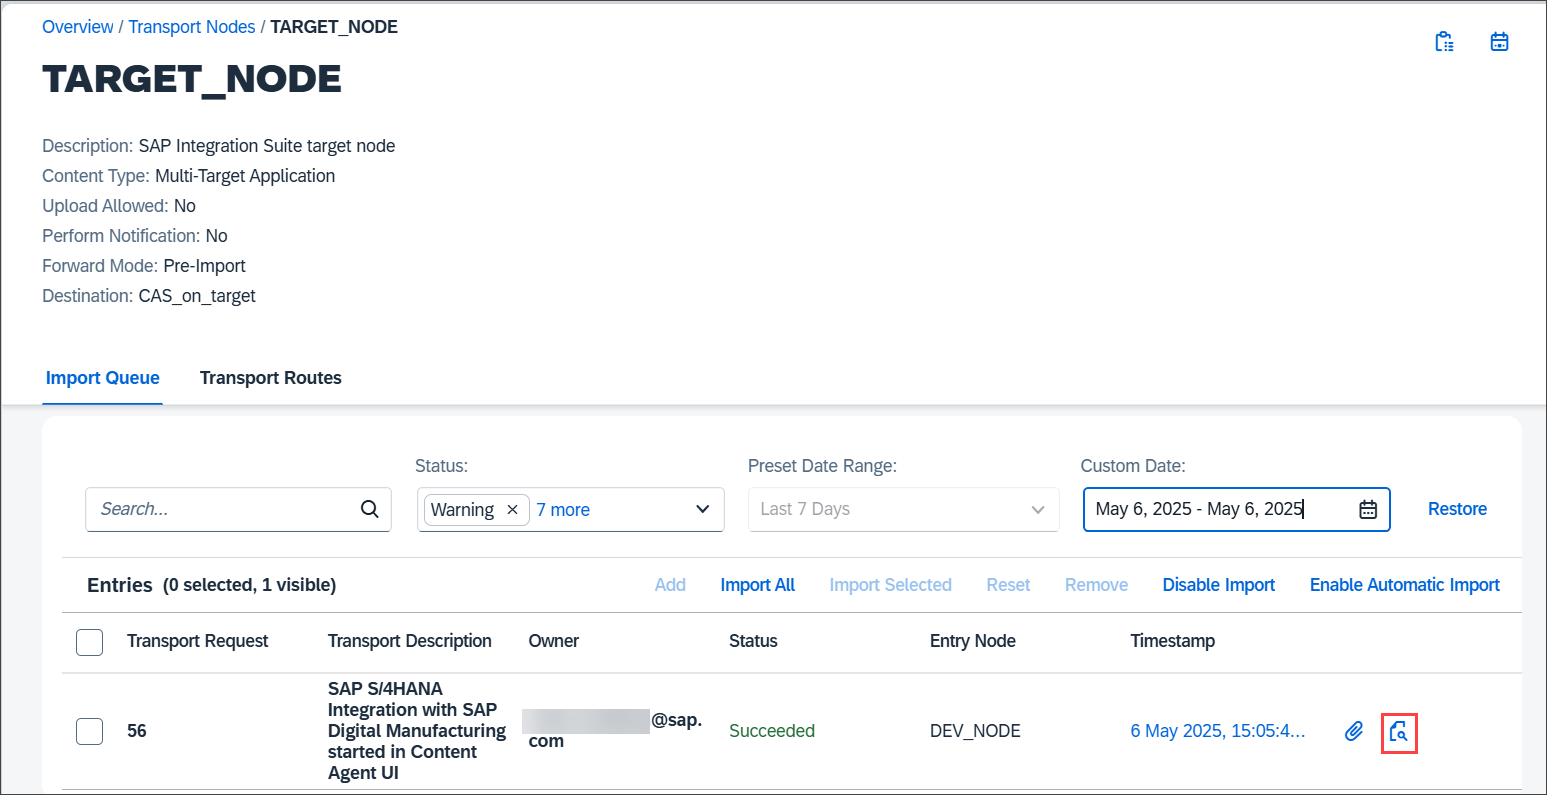 Overview / Transport Nodes / TARGET_NODE
TARGET_NODE
Description: SAP Integration Suite target node
Content Type: Multi-Target Application
Upload Allowed: No
Perform Notification: No
Forward Mode: Pre-Import
Destination: CAS_on_target
Import Queue Transport Routes
Status: Preset Date Range: Custom Date:
Search... Warning × 7 more Last 7 Days May 6, 2025 - May 6, 2025 Restore
Entries (0 selected, 1 visible) Add Import All Import Selected Reset Remove Disable Import Enable Automatic Import
Transport Request Transport Description Owner Status Entry Node Timestamp
56
SAP S/4HANA
Integration with SAP
Digital Manufacturing
started in Content
Agent UI
@sap.
com
Succeeded
DEV_NODE
6 May 2025, 15:05:4...